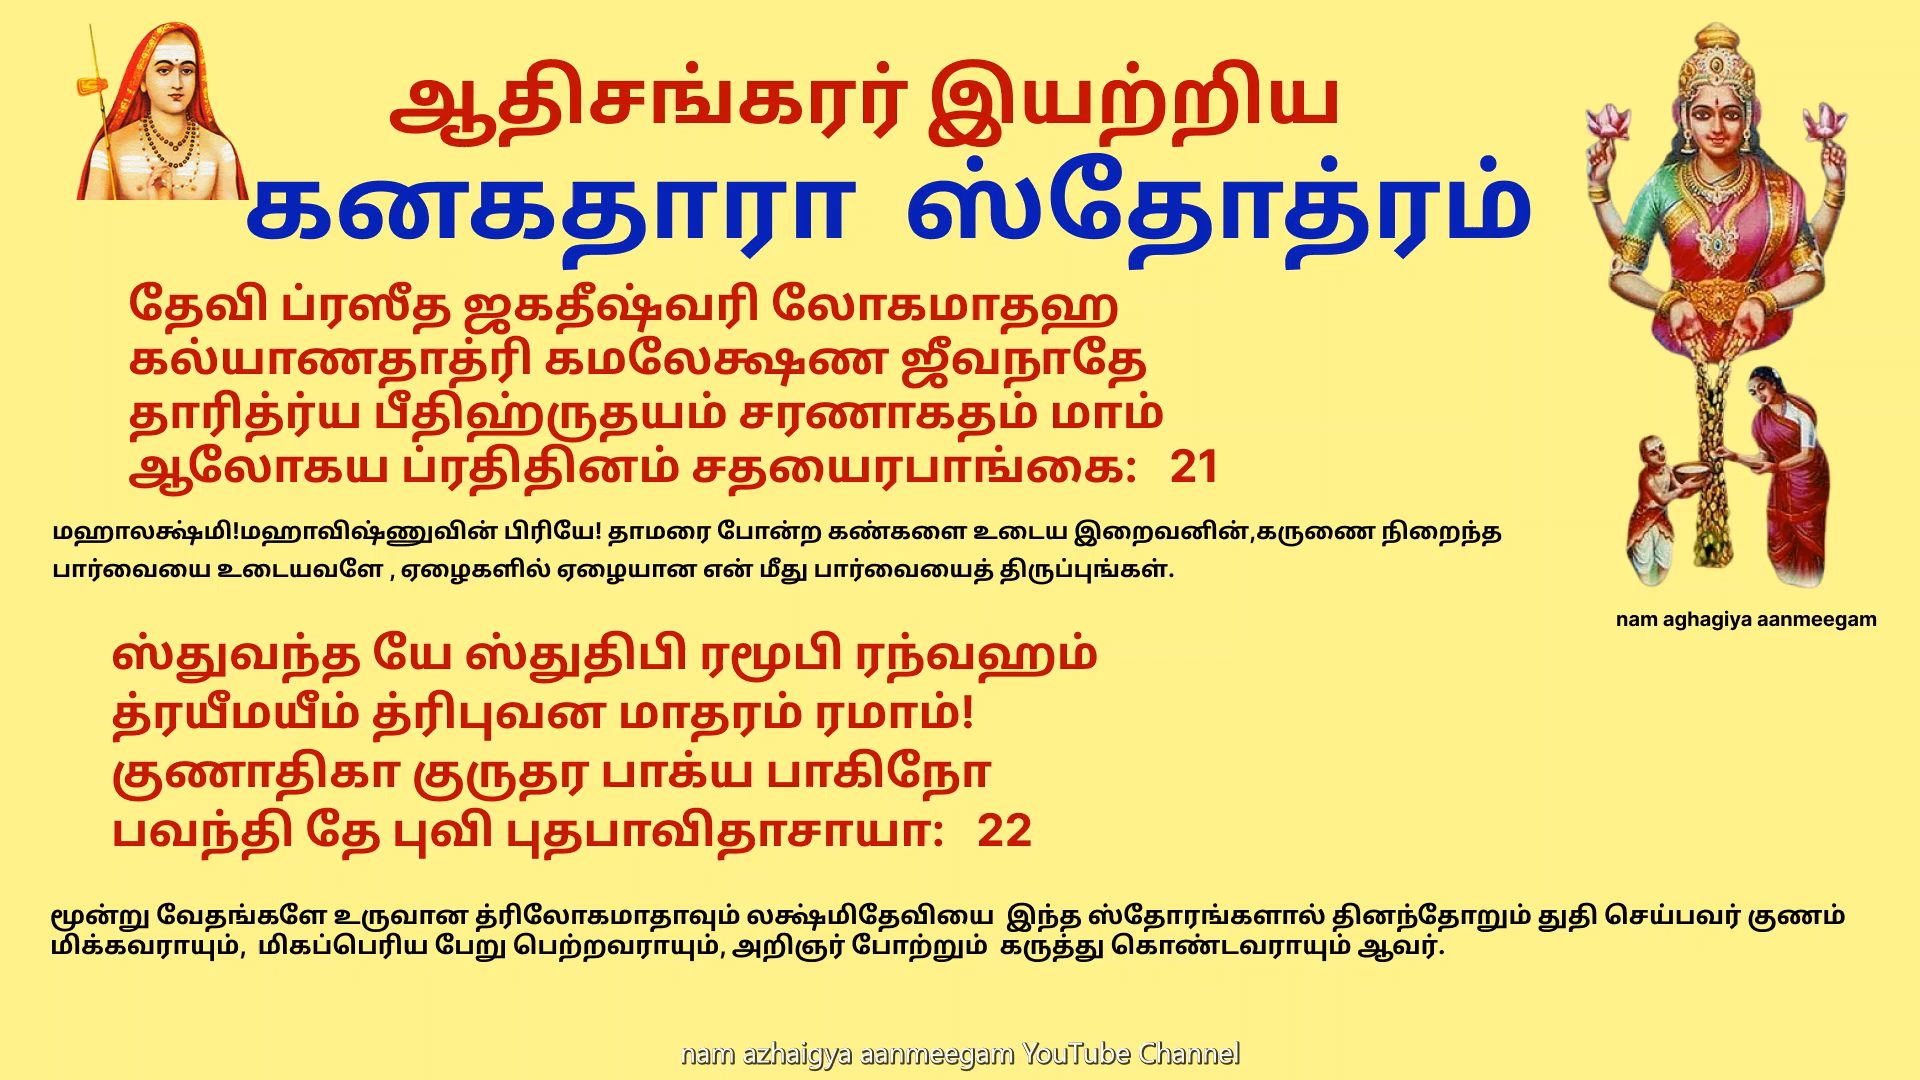 ஆதிசங்கரர் இயற்றிய
கனகதாரா ஸ்தோத்ரம்
தேவி ப்ரஸீத ஜகதீஷ்வரி லோகமாதஹ
கல்யாணதாத்ரி கமலேக்ஷண ஜீவநாதே
தாரித்ர்ய பீதிஹ்ருதயம் சரணாகதம் மாம்
ஆலோகய ப்ரதிதினம் சதயைரபாங்கை: 21
மஹாலக்ஷ்மி!மஹாவிஷ்ணுவின் பிரியே! தாமரை போன்ற கண்களை உடைய இறைவனின்,கருணை நிறைந்த
பார்வையை உடையவளே , ஏழைகளில் ஏழையான என் மீது பார்வையைத் திருப்புங்கள்.
nam aghagiya aanmeegam
ஸ்துவந்த யே ஸ்துதிபி ரமூபி ரந்வஹம்
த்ரயீமயீம் த்ரிபுவன மாதரம் ரமாம்!
குணாதிகா குருதர பாக்ய பாகிநோ
பவந்தி தே புவி புதபாவிதாசாயா: 22
மூன்று வேதங்களே உருவான த்ரிலோகமாதாவும் லக்ஷ்மிதேவியை இந்த ஸ்தோரங்களால் தினந்தோறும் துதி செய்பவர் குணம்
மிக்கவராயும், மிகப்பெரிய பேறு பெற்றவராயும், அறிஞர் போற்றும் கருத்து கொண்டவராயும் ஆவர்.
nam azhaigya aanmeegam YouTube Channel